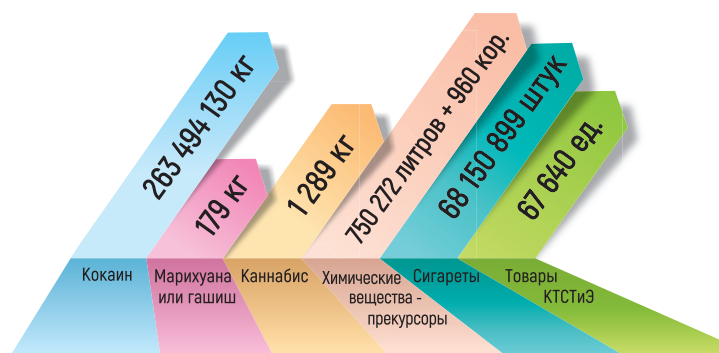 263 494 130 кг
179 кг
1 289 кг
750 272 литров + 960 кор.
68 150 899 штук
67 640 ед.
Кокаин
Марихуана
или гашиш
Каннабис
Химические
вещества -
прекурсоры
Сигареты
Товары
КТСТиЭ